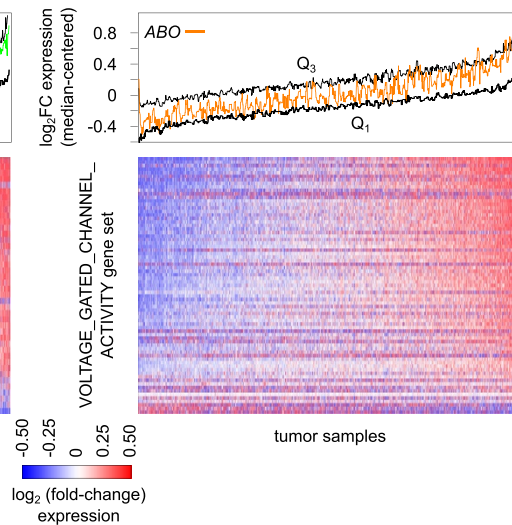 log2FC expression
(median-centered)
0.8
0.4
0
-0.4
ABO
Q3
Q1
VOLTAGE_GATED_CHANNEL_
ACTIVITY gene set
tumor samples
-0.50
-0.25
0
0.25
0.50
log2 (fold-change)
expression